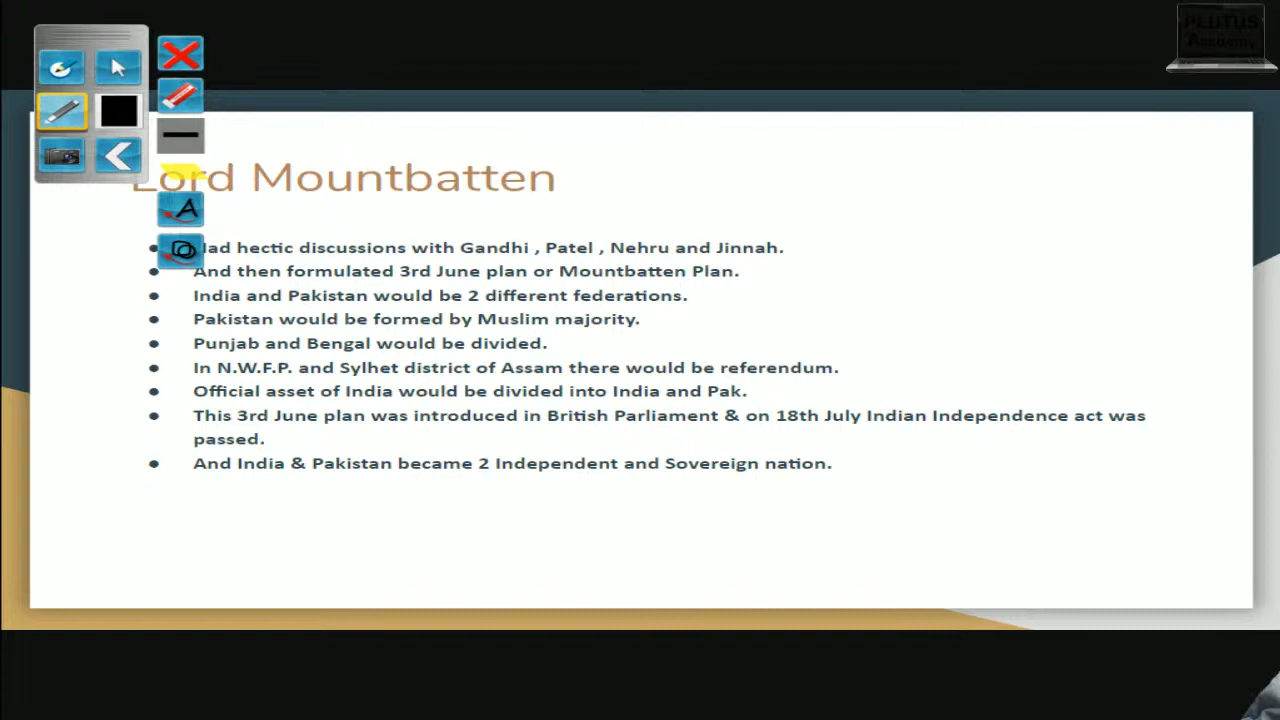 PLUTUS
Academy
Lord Mountbatten
● Had hectic discussions with Gandhi , Patel , Nehru and Jinnah.
● And then formulated 3rd June plan or Mountbatten Plan.
● India and Pakistan would be 2 different federations.
● Pakistan would be formed by Muslim majority.
● Punjab and Bengal would be divided.
● In N.W.F.P. and Sylhet district of Assam there would be referendum.
● Official asset of India would be divided into India and Pak.
● This 3rd June plan was introduced in British Parliament & on 18th July Indian Independence act was
passed.
● And India & Pakistan became 2 Independent and Sovereign nation.